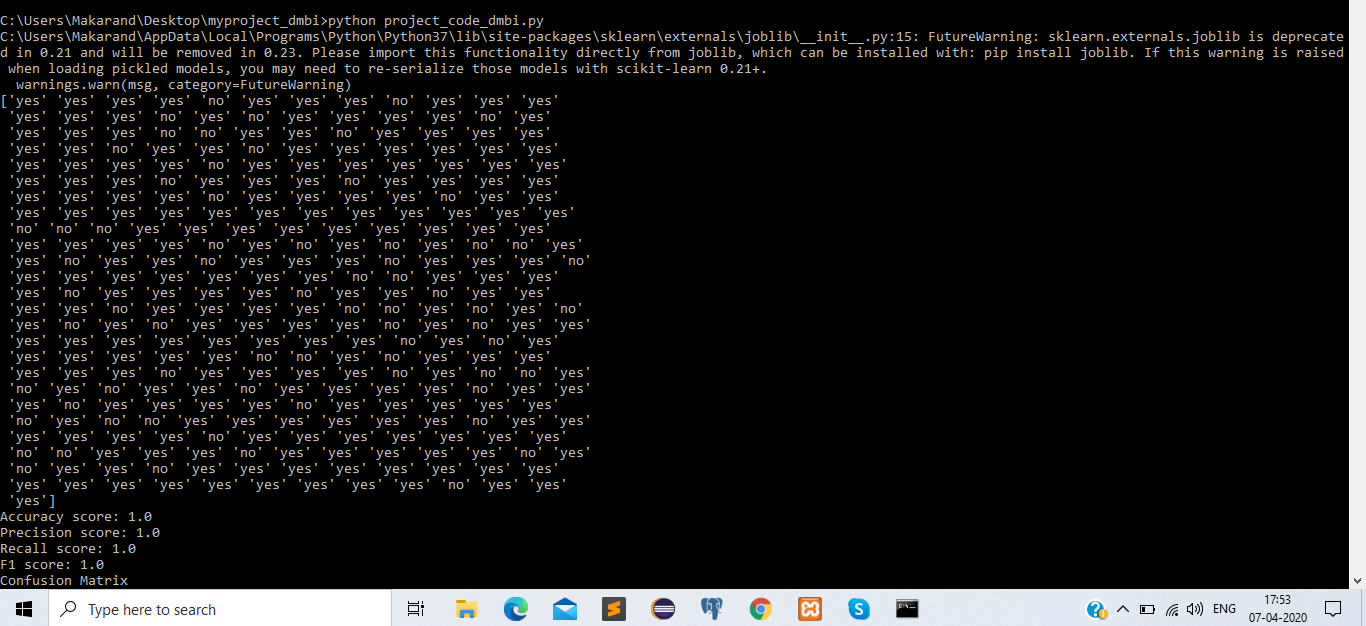 C:\Users\Makarand\Desktop\myproject_dmbi>python project_code_dmbi.py
C:\Users\Makarand\AppData\Local\Programs\Python\Python37\lib\site-packages\sklearn\externals\joblib\__init__.py:15: FutureWarning: sklearn.externals.joblib is deprecate
d in 0.21 and will be removed in 0.23. Please import this functionality directly from joblib, which can be installed with: pip install joblib. If this warning is raised
 when loading pickled models, you may need to re-serialize those models with scikit-learn 0.21+.
  warnings.warn(msg, category=FutureWarning)
['yes' 'yes' 'yes' 'yes' 'no' 'yes' 'yes' 'yes' 'no' 'yes' 'yes' 'yes'
 'yes' 'yes' 'yes' 'no' 'yes' 'no' 'yes' 'yes' 'yes' 'yes' 'no' 'yes'
 'yes' 'yes' 'yes' 'no' 'no' 'yes' 'yes' 'no' 'yes' 'yes' 'yes' 'yes'
 'yes' 'yes' 'no' 'yes' 'yes' 'no' 'yes' 'yes' 'yes' 'yes' 'yes' 'yes'
 'yes' 'yes' 'yes' 'yes' 'no' 'yes' 'yes' 'yes' 'yes' 'yes' 'yes' 'yes'
 'yes' 'yes' 'yes' 'no' 'yes' 'yes' 'yes' 'no' 'yes' 'yes' 'yes' 'yes'
 'yes' 'yes' 'yes' 'yes' 'no' 'yes' 'yes' 'yes' 'yes' 'no' 'yes' 'yes'
 'yes' 'yes' 'yes' 'yes' 'yes' 'yes' 'yes' 'yes' 'yes' 'yes' 'yes' 'yes'
 'no' 'no' 'no' 'yes' 'yes' 'yes' 'yes' 'yes' 'yes' 'yes' 'yes' 'yes'
 'yes' 'yes' 'yes' 'yes' 'no' 'yes' 'no' 'yes' 'no' 'yes' 'no' 'no' 'yes'
 'yes' 'no' 'yes' 'yes' 'no' 'yes' 'yes' 'yes' 'no' 'yes' 'yes' 'yes' 'no'
 'yes' 'yes' 'yes' 'yes' 'yes' 'yes' 'yes' 'no' 'no' 'yes' 'yes' 'yes'
 'yes' 'no' 'yes' 'yes' 'yes' 'yes' 'no' 'yes' 'yes' 'no' 'yes' 'yes'
 'yes' 'yes' 'no' 'yes' 'yes' 'yes' 'yes' 'no' 'no' 'yes' 'no' 'yes' 'no'
 'yes' 'no' 'yes' 'no' 'yes' 'yes' 'yes' 'yes' 'no' 'yes' 'no' 'yes' 'yes'
 'yes' 'yes' 'yes' 'yes' 'yes' 'yes' 'yes' 'yes' 'no' 'yes' 'no' 'yes'
 'yes' 'yes' 'yes' 'yes' 'yes' 'no' 'no' 'yes' 'no' 'yes' 'yes' 'yes'
 'yes' 'yes' 'yes' 'no' 'yes' 'yes' 'yes' 'yes' 'no' 'yes' 'no' 'no' 'yes'
 'no' 'yes' 'no' 'yes' 'yes' 'no' 'yes' 'yes' 'yes' 'yes' 'no' 'yes' 'yes'
 'yes' 'no' 'yes' 'yes' 'yes' 'yes' 'no' 'yes' 'yes' 'yes' 'yes' 'yes'
 'no' 'yes' 'no' 'no' 'yes' 'yes' 'yes' 'yes' 'yes' 'yes' 'no' 'yes' 'yes'
 'yes' 'yes' 'yes' 'yes' 'no' 'yes' 'yes' 'yes' 'yes' 'yes' 'yes' 'yes'
 'no' 'no' 'yes' 'yes' 'yes' 'no' 'yes' 'yes' 'yes' 'yes' 'yes' 'no' 'yes'
 'no' 'yes' 'yes' 'no' 'yes' 'yes' 'yes' 'yes' 'yes' 'yes' 'yes' 'yes'
 'yes' 'yes' 'yes' 'yes' 'yes' 'yes' 'yes' 'yes' 'yes' 'no' 'yes' 'yes'
 'yes']
Accuracy score: 1.0
Precision score: 1.0
Recall score: 1.0
F1 score: 1.0
Confusion Matrix
Type here to search
ENG
17:53
07-04-2020